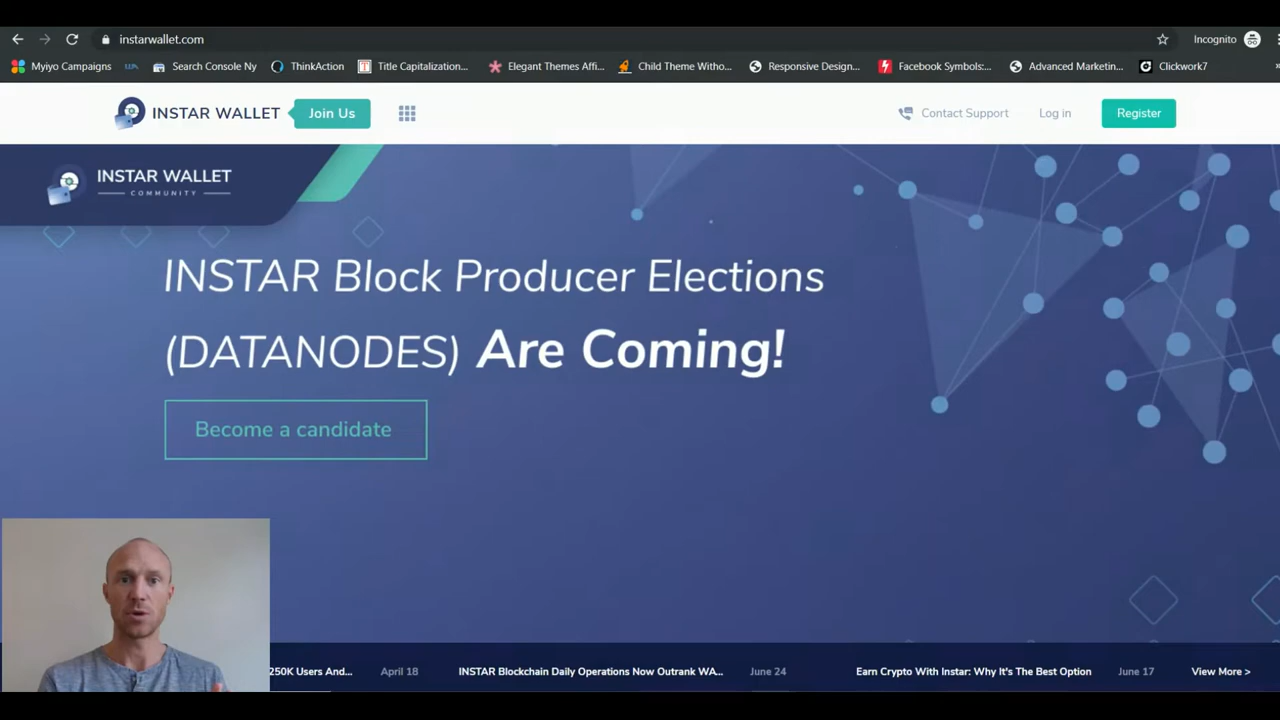 instarwallet.com
Incognito
Myiyo Campaigns
Search Console Ny
ThinkAction
Title Capitalization...
Elegant Themes Affi...
Child Theme Witho...
Responsive Design...
Facebook Symbols:...
Advanced Marketin...
Clickwork7
INSTAR WALLET
Join Us
Contact Support
Log in
Register
INSTAR WALLET
COMMUNITY
INSTAR Block Producer Elections
(DATANODES) Are Coming!
Become a candidate
250K Users And...
April 18
INSTAR Blockchain Daily Operations Now Outrank WA...
June 24
Earn Crypto With Instar: Why It's The Best Option
June 17
View More >